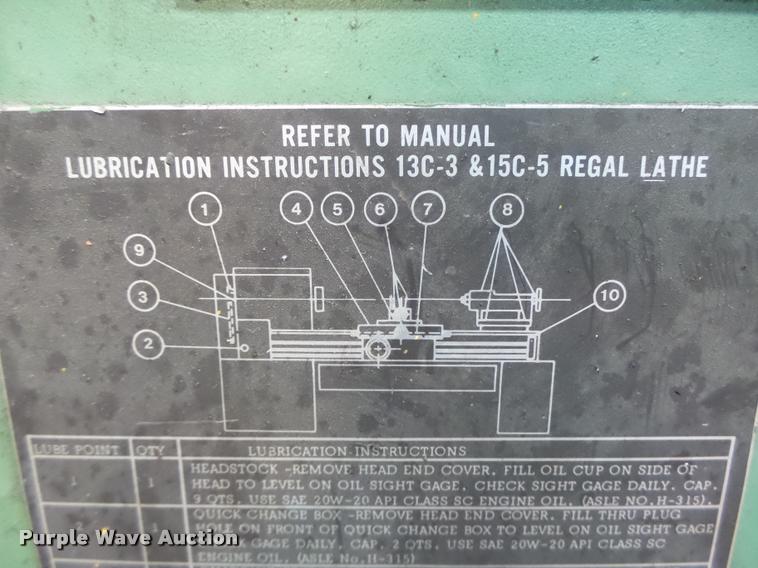 REFER TO MANUAL
LUBRICATION INSTRUCTIONS 13C-3 &15C-5 REGAL LATHE
1 4 5 6 7 8
9
3 10
2
LUBE POINT QTY LUBRICATION INSTRUCTIONS
HEADSTOCK -REMOVE HEAD END COVER. FILL OIL CUP ON SIDE OF
1 1 HEAD TO LEVEL ON OIL SIGHT GAGE. CHECK SIGHT GAGE DAILY. CAP.
9 QTS. USE SAE 20W-20 API CLASS SC ENGINE OIL. (ASLE NO. H-315).
QUICK CHANGE BOX -REMOVE HEAD END COVER. FILL THRU PLUG
2 1 HOLE ON FRONT OF QUICK CHANGE BOX TO LEVEL ON OIL SIGHT GAGE
GAGE DAILY. CAP. 2 QTS. USE SAE 20W-20 API CLASS SC
ENGINE OIL. (ASLE No. H-315)
Purple Wave Auction